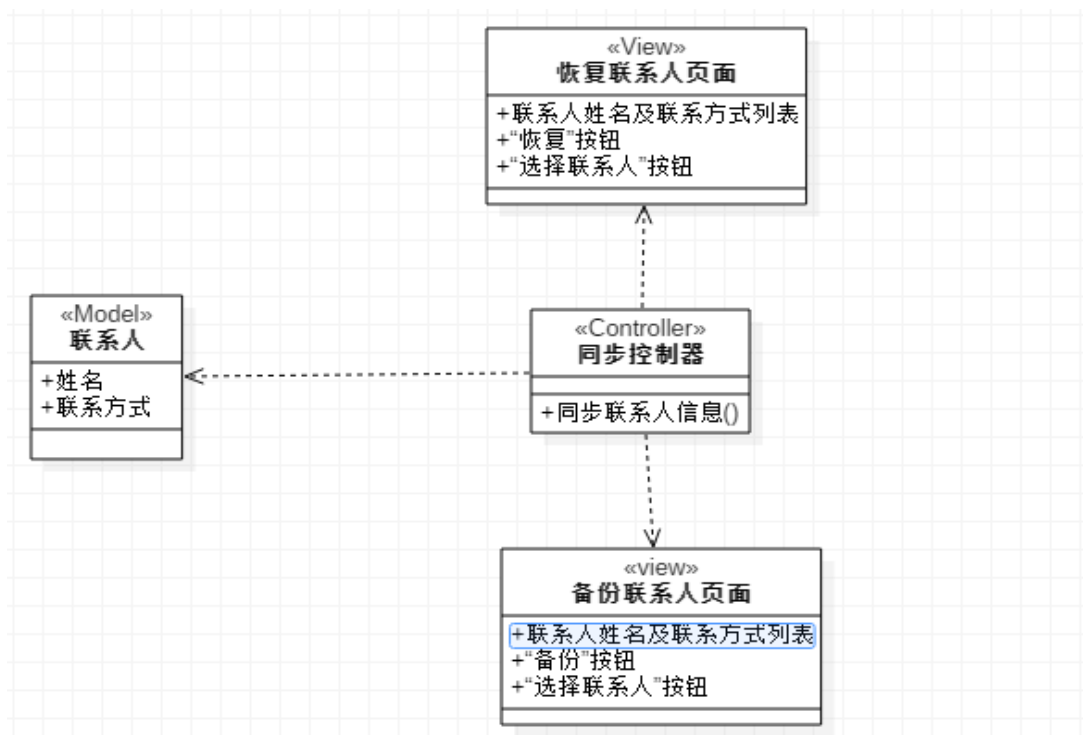 «View»
恢复联系人页面
+联系人姓名及联系方式列表
+“恢复”按钮
+“选择联系人”按钮
«Model»
联系人
+姓名
+联系方式
«Controller»
同步控制器
+同步联系人信息()
«view»
备份联系人页面
+联系人姓名及联系方式列表
+“备份”按钮
+“选择联系人”按钮